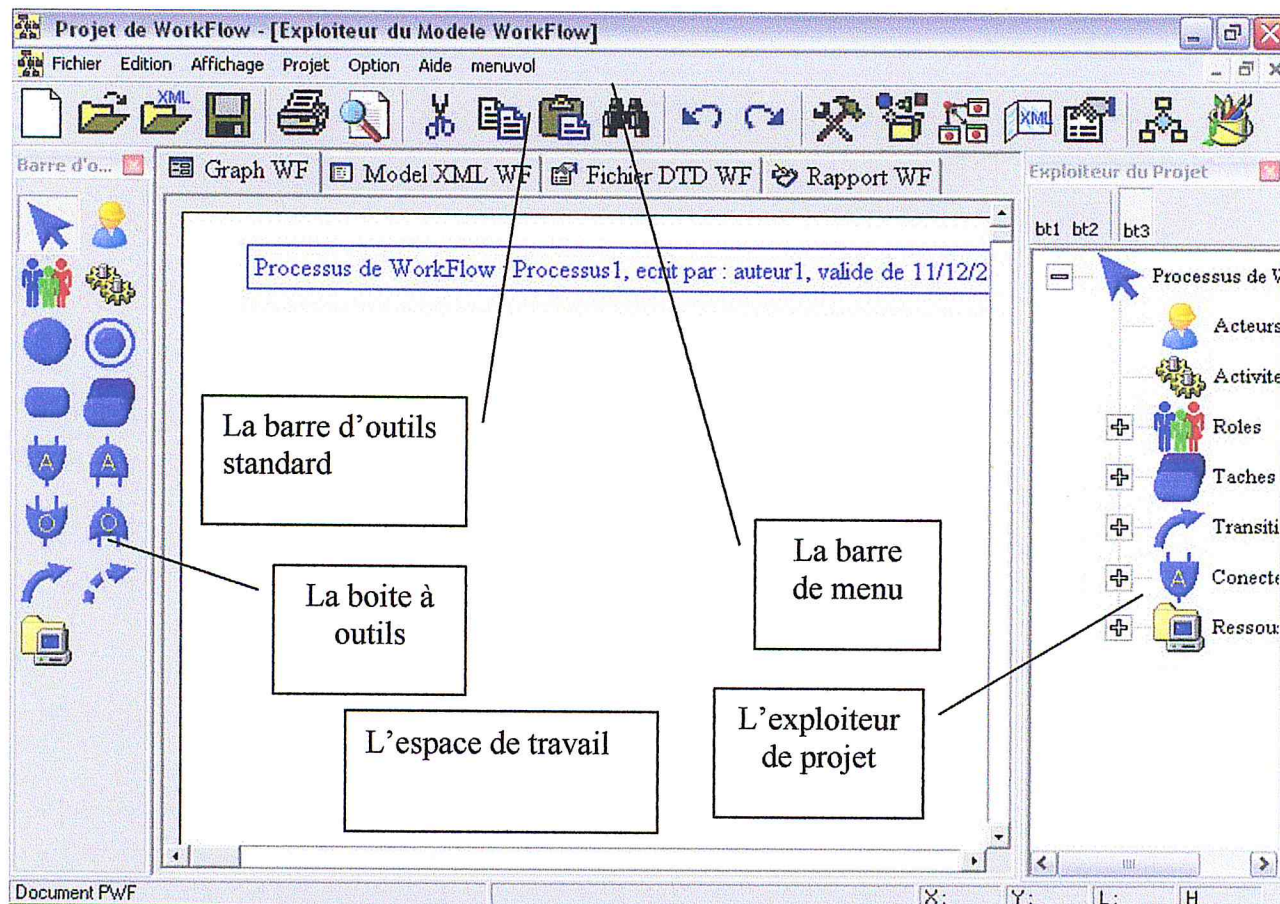 Projet de WorkFlow - [Exploiteur du Modele WorkFlow]
Fichier Edition Affichage Projet Option Aide menuvol
XML
XML
Barre d'o...
Graph WF Model XML WF Fichier DTD WF Rapport WF
Exploiteur du Projet
bt1 bt2 bt3
Processus de WorkFlow : Processus1, ecrit par : auteur1, valide de 11/12/2
Processus de W
Acteurs
Activite
Roles
Taches
Transiti
Conecte
Ressou
A A
O O
A
La barre d'outils
standard
La boite à
outils
La barre
de menu
L'espace de travail
L'exploiteur
de projet
Document PWF
X: Y: L: H